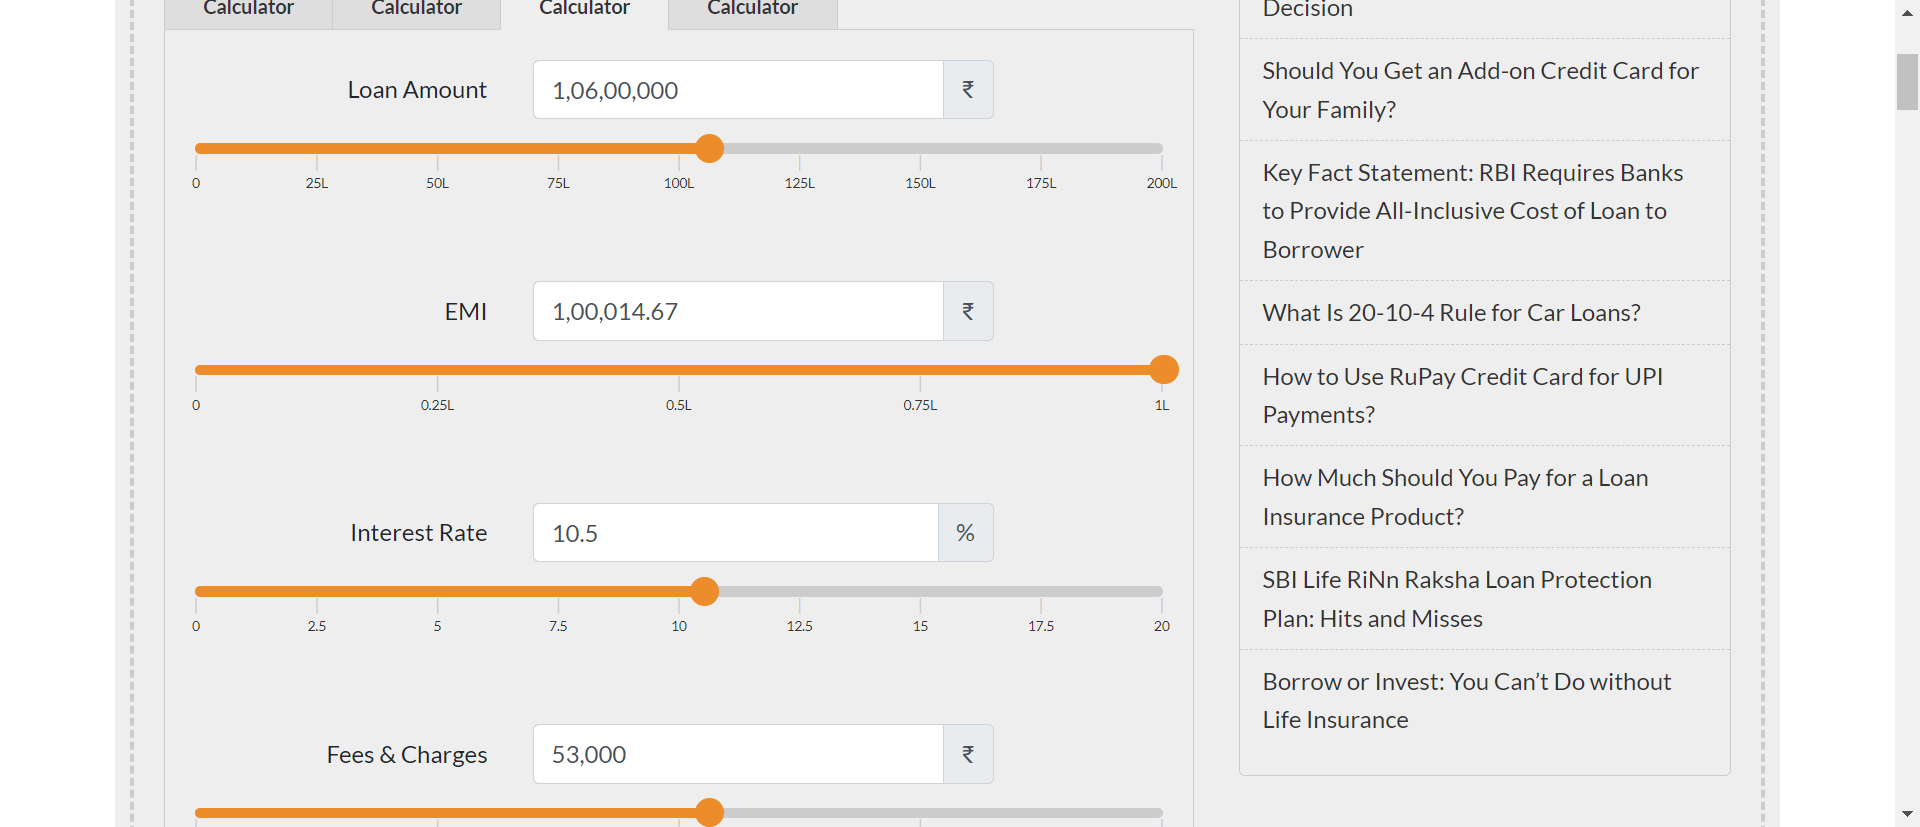 Calculator Calculator Calculator Calculator
Loan Amount 1,06,00,000 ₹
0 25L 50L 75L 100L 125L 150L 175L 200L
EMI 1,00,014.67 ₹
0 0.25L 0.5L 0.75L 1L
Interest Rate 10.5 %
0 2.5 5 7.5 10 12.5 15 17.5 20
Fees & Charges 53,000 ₹
Decision
Should You Get an Add-on Credit Card for
Your Family?
Key Fact Statement: RBI Requires Banks
to Provide All-Inclusive Cost of Loan to
Borrower
What Is 20-10-4 Rule for Car Loans?
How to Use RuPay Credit Card for UPI
Payments?
How Much Should You Pay for a Loan
Insurance Product?
SBI Life RiNn Raksha Loan Protection
Plan: Hits and Misses
Borrow or Invest: You Can’t Do without
Life Insurance